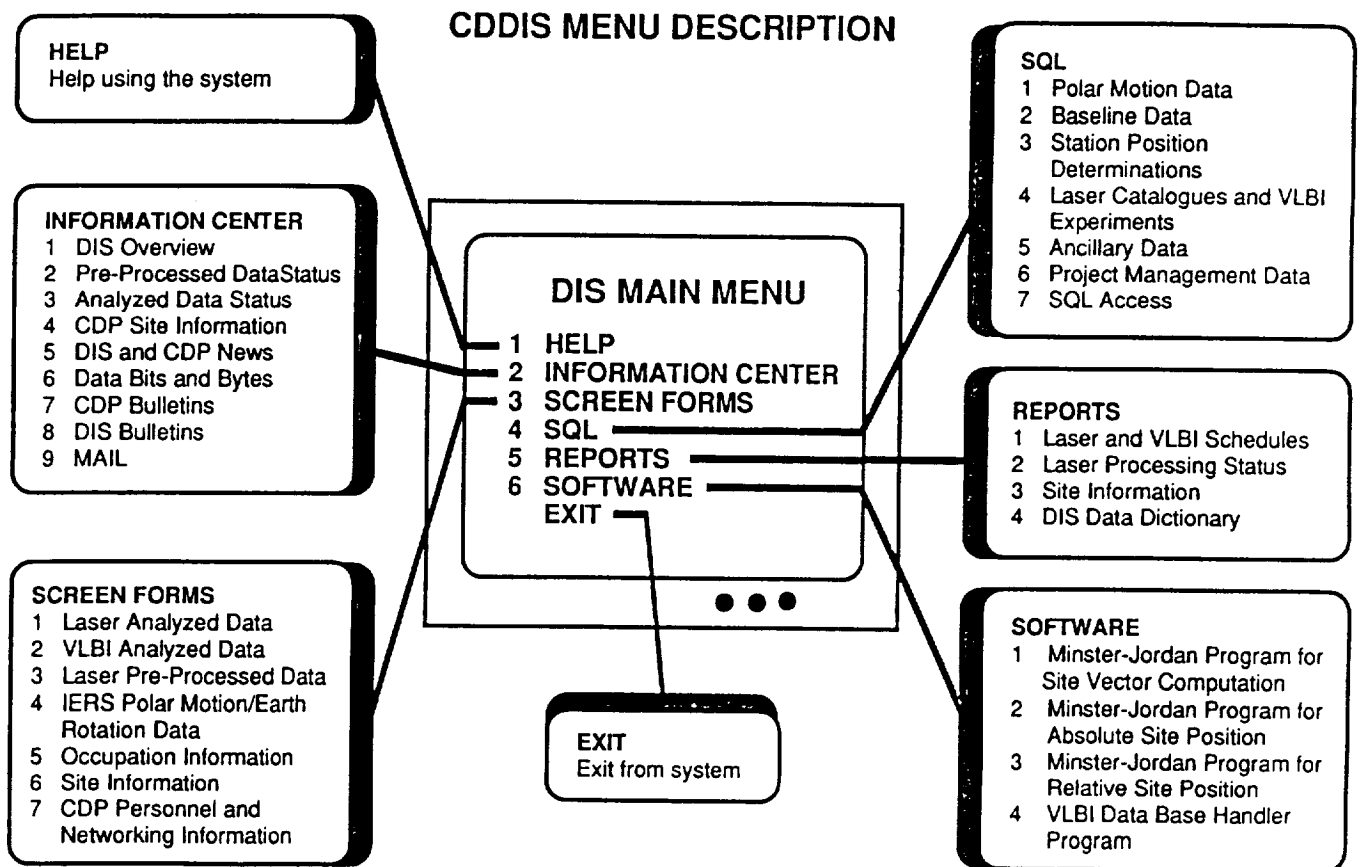 CDDIS MENU DESCRIPTION
HELP
Help using the system
INFORMATION CENTER
1 DIS Overview
2 Pre-Processed DataStatus
3 Analyzed Data Status
4 CDP Site Information
5 DIS and CDP News
6 Data Bits and Bytes
7 CDP Bulletins
8 DIS Bulletins
9 MAIL
SCREEN FORMS
1 Laser Analyzed Data
2 VLBI Analyzed Data
3 Laser Pre-Processed Data
4 IERS Polar Motion/Earth
Rotation Data
5 Occupation Information
6 Site Information
7 CDP Personnel and
Networking Information
DIS MAIN MENU
1 HELP
2 INFORMATION CENTER
3 SCREEN FORMS
4 SQL
5 REPORTS
6 SOFTWARE
EXIT
EXIT
Exit from system
SQL
1 Polar Motion Data
2 Baseline Data
3 Station Position
Determinations
4 Laser Catalogues and VLBI
Experiments
5 Ancillary Data
6 Project Management Data
7 SQL Access
REPORTS
1 Laser and VLBI Schedules
2 Laser Processing Status
3 Site Information
4 DIS Data Dictionary
SOFTWARE
1 Minster-Jordan Program for
Site Vector Computation
2 Minster-Jordan Program for
Absolute Site Position
3 Minster-Jordan Program for
Relative Site Position
4 VLBI Data Base Handler
Program